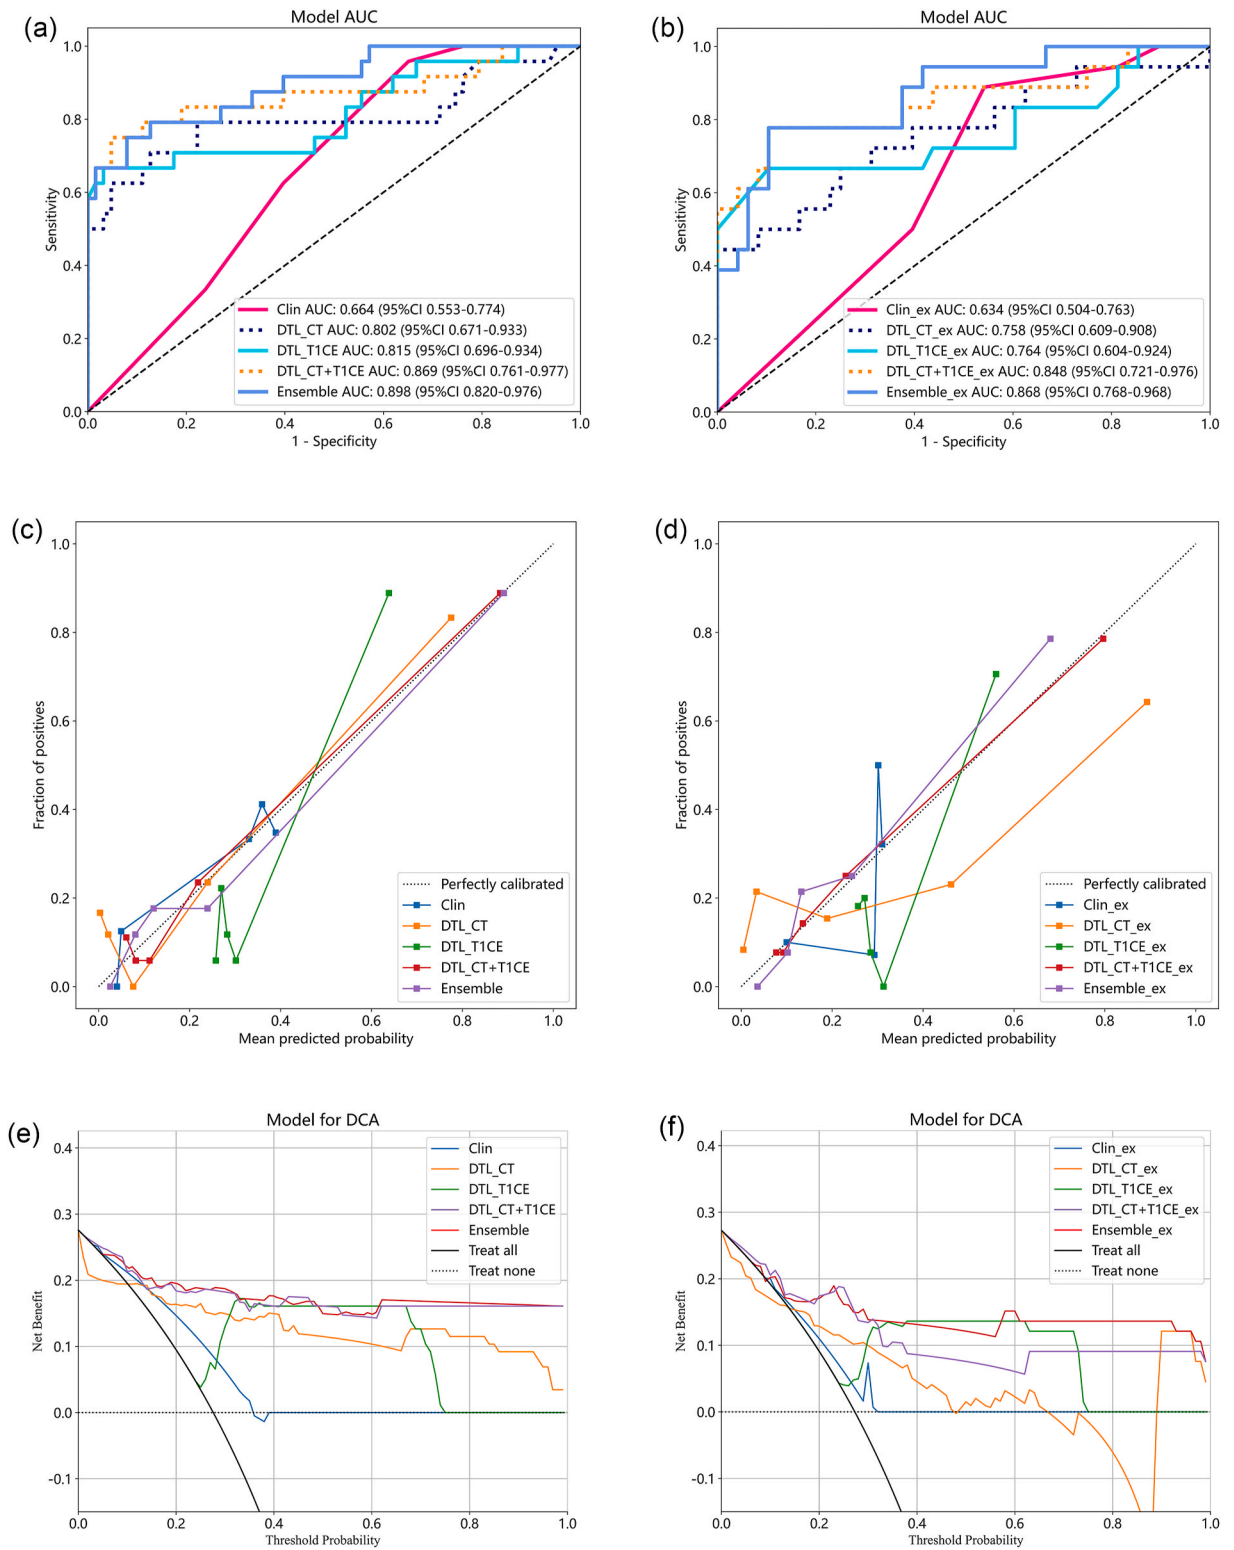 (a)
Model AUC
1.0
0.8
0.6
0.4
0.2
0.0
Sensitivity
Clin AUC: 0.664 (95%CI 0.553-0.774)
DTL_CT AUC: 0.802 (95%CI 0.671-0.933)
DTL_T1CE AUC: 0.815 (95%CI 0.696-0.934)
DTL_CT+T1CE AUC: 0.869 (95%CI 0.761-0.977)
Ensemble AUC: 0.898 (95%CI 0.820-0.976)
0.0 0.2 0.4 0.6 0.8 1.0
1 - Specificity
(b)
Model AUC
1.0
0.8
0.6
0.4
0.2
0.0
Sensitivity
Clin_ex AUC: 0.634 (95%CI 0.504-0.763)
DTL_CT_ex AUC: 0.758 (95%CI 0.609-0.908)
DTL_T1CE_ex AUC: 0.764 (95%CI 0.604-0.924)
DTL_CT+T1CE_ex AUC: 0.848 (95%CI 0.721-0.976)
Ensemble_ex AUC: 0.868 (95%CI 0.768-0.968)
0.0 0.2 0.4 0.6 0.8 1.0
1 - Specificity
(c)
1.0
0.8
0.6
0.4
0.2
0.0
Fraction of positives
Perfectly calibrated
Clin
DTL_CT
DTL_T1CE
DTL_CT+T1CE
Ensemble
0.0 0.2 0.4 0.6 0.8 1.0
Mean predicted probability
(d)
1.0
0.8
0.6
0.4
0.2
0.0
Fraction of positives
Perfectly calibrated
Clin_ex
DTL_CT_ex
DTL_T1CE_ex
DTL_CT+T1CE_ex
Ensemble_ex
0.0 0.2 0.4 0.6 0.8 1.0
Mean predicted probability
(e)
Model for DCA
0.4
0.3
0.2
0.1
0.0
-0.1
Net Benefit
Clin
DTL_CT
DTL_T1CE
DTL_CT+T1CE
Ensemble
Treat all
Treat none
0.0 0.2 0.4 0.6 0.8 1.0
Threshold Probability
(f)
Model for DCA
0.4
0.3
0.2
0.1
0.0
-0.1
Net Benefit
Clin_ex
DTL_CT_ex
DTL_T1CE_ex
DTL_CT+T1CE_ex
Ensemble_ex
Treat all
Treat none
0.0 0.2 0.4 0.6 0.8 1.0
Threshold Probability